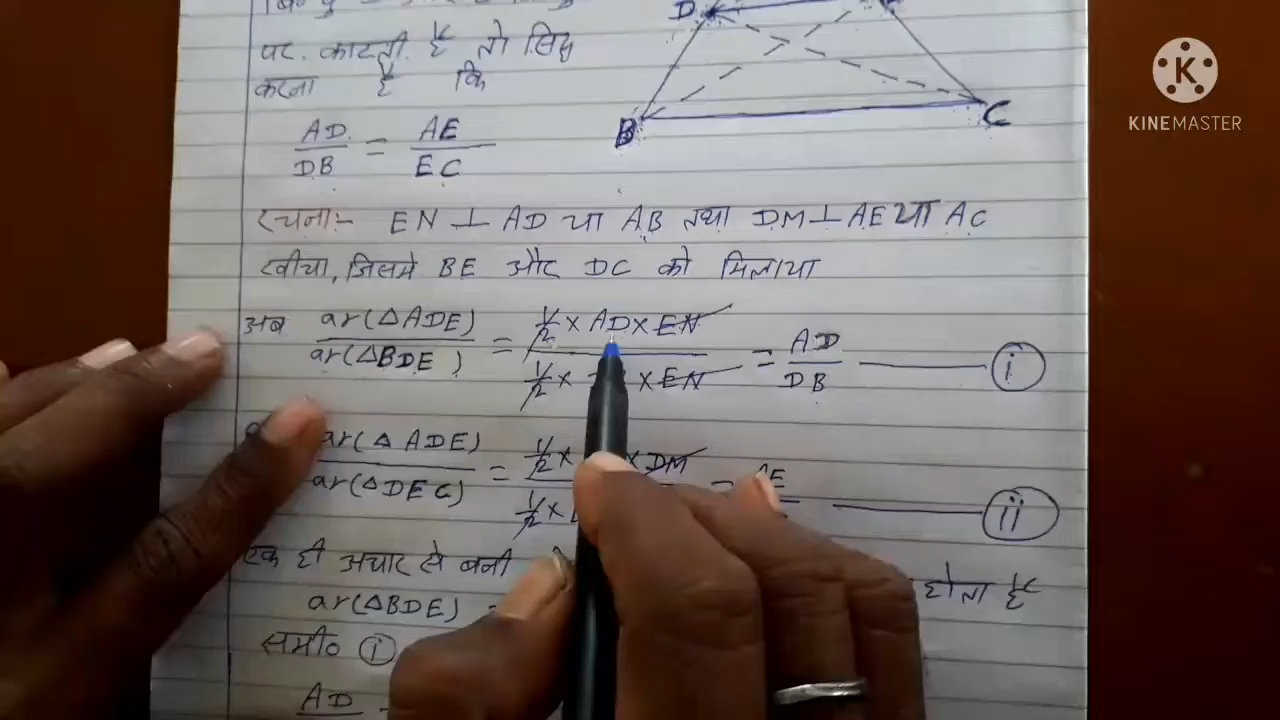 D
पर काटती है तो सिद्ध
करना है कि
B C
AD/DB = AE/EC
रचना:- EN ⊥ AD या AB तथा DM ⊥ AE या AC
खींचा, जिसमे BE और DC को मिलाया
अब ar(△ADE)/ar(△BDE) = 1/2 × AD × EN / 1/2 × × EN = AD/DB — i
ar(△ADE)/ar(△DEC) = 1/2 × × DM / 1/2 × = AE — ii
एक ही अधार से बनी होता है
ar(△BDE) =
समी० i
AD
K
KINEMASTER